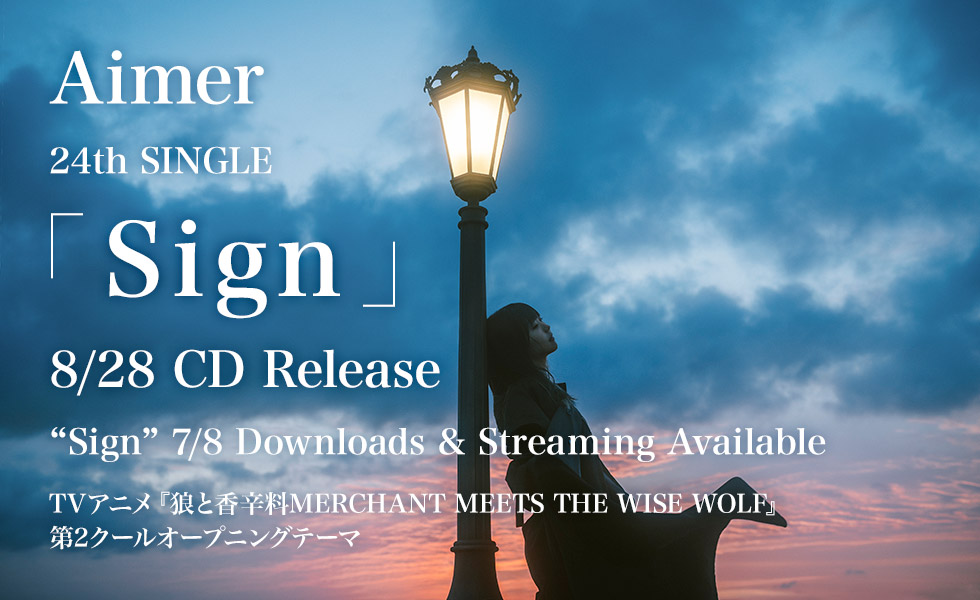 Aimer
24th SINGLE
「Sign」
8/28 CD Release
“Sign” 7/8 Downloads & Streaming Available
TVアニメ『狼と香辛料MERCHANT MEETS THE WISE WOLF』
第2クールオープニングテーマ